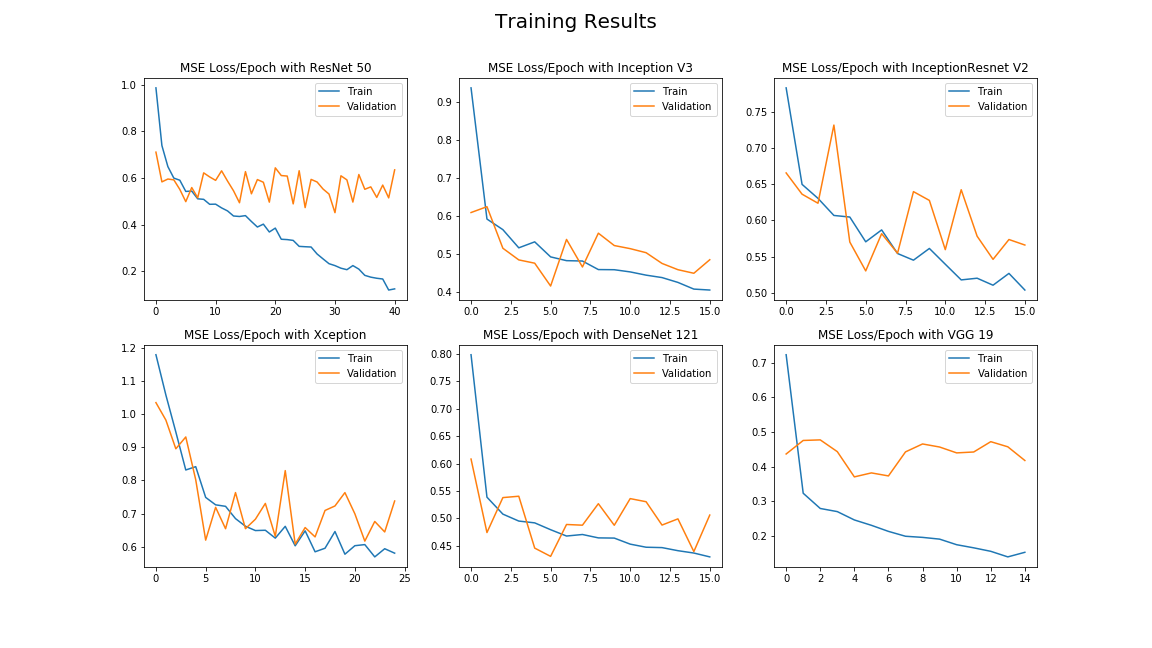 Training Results
MSE Loss/Epoch with ResNet 50
Train
Validation
1.0
0.8
0.6
0.4
0.2
0 10 20 30 40
MSE Loss/Epoch with Inception V3
Train
Validation
0.9
0.8
0.7
0.6
0.5
0.4
0.0 2.5 5.0 7.5 10.0 12.5 15.0
MSE Loss/Epoch with InceptionResnet V2
Train
Validation
0.75
0.70
0.65
0.60
0.55
0.50
0.0 2.5 5.0 7.5 10.0 12.5 15.0
MSE Loss/Epoch with Xception
Train
Validation
1.2
1.1
1.0
0.9
0.8
0.7
0.6
0 5 10 15 20 25
MSE Loss/Epoch with DenseNet 121
Train
Validation
0.80
0.75
0.70
0.65
0.60
0.55
0.50
0.45
0.0 2.5 5.0 7.5 10.0 12.5 15.0
MSE Loss/Epoch with VGG 19
Train
Validation
0.7
0.6
0.5
0.4
0.3
0.2
0 2 4 6 8 10 12 14